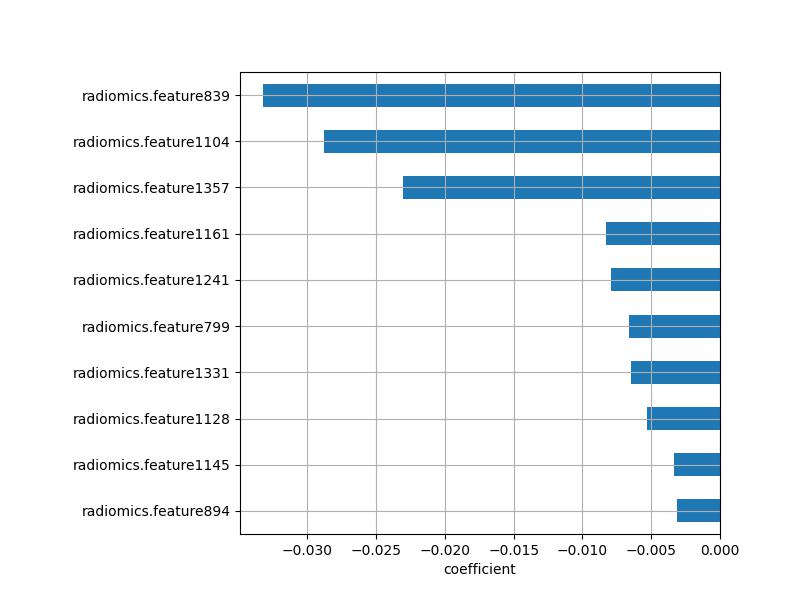 radiomics.feature839
radiomics.feature1104
radiomics.feature1357
radiomics.feature1161
radiomics.feature1241
radiomics.feature799
radiomics.feature1331
radiomics.feature1128
radiomics.feature1145
radiomics.feature894
−0.030 −0.025 −0.020 −0.015 −0.010 −0.005 0.000
coefficient